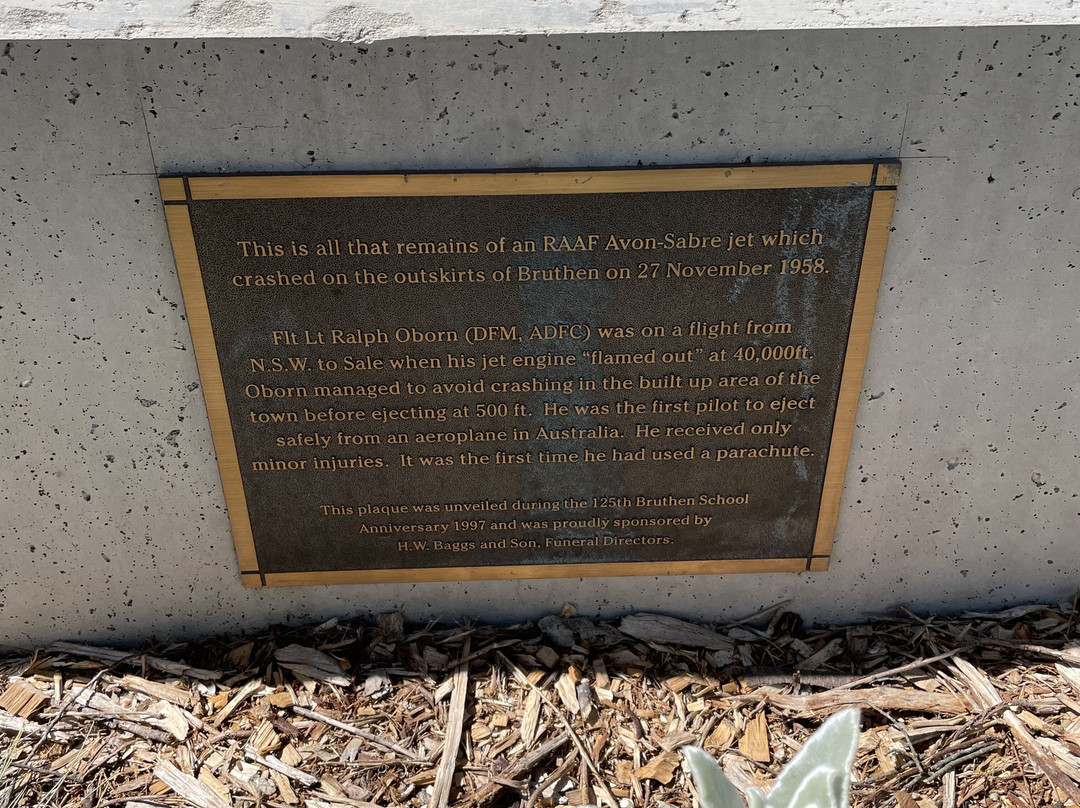 This is all that remains of an RAAF Avon-Sabre jet which
crashed on the outskirts of Bruthen on 27 November 1958.
Flt Lt Ralph Oborn (DFM, ADFC) was on a flight from
N.S.W. to Sale when his jet engine “flamed out” at 40,000ft.
Oborn managed to avoid crashing in the built up area of the
town before ejecting at 500 ft. He was the first pilot to eject
safely from an aeroplane in Australia. He received only
minor injuries. It was the first time he had used a parachute.
This plaque was unveiled during the 125th Bruthen School
Anniversary 1997 and was proudly sponsored by
H.W. Baggs and Son, Funeral Directors.